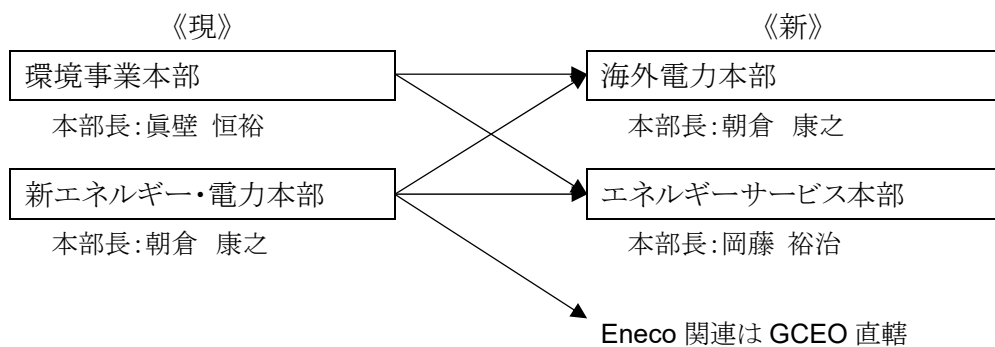 《現》 《新》
環境事業本部 海外電力本部
本部長：眞壁 恒裕 本部長：朝倉 康之
新エネルギー・電力本部 エネルギーサービス本部
本部長：朝倉 康之 本部長：岡藤 裕治
Eneco 関連は GCEO 直轄